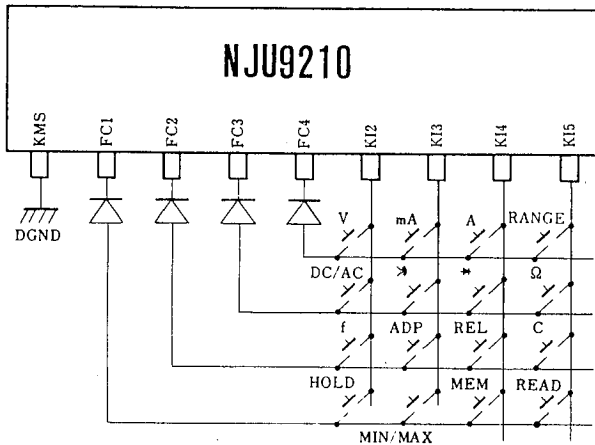 NJU9210
KMS FC1 FC2 FC3 FC4 KI2 KI3 KI4 KI5
DGND
V mA A RANGE
DC/AC Ω
f ADP REL C
HOLD MEM READ
MIN/MAX